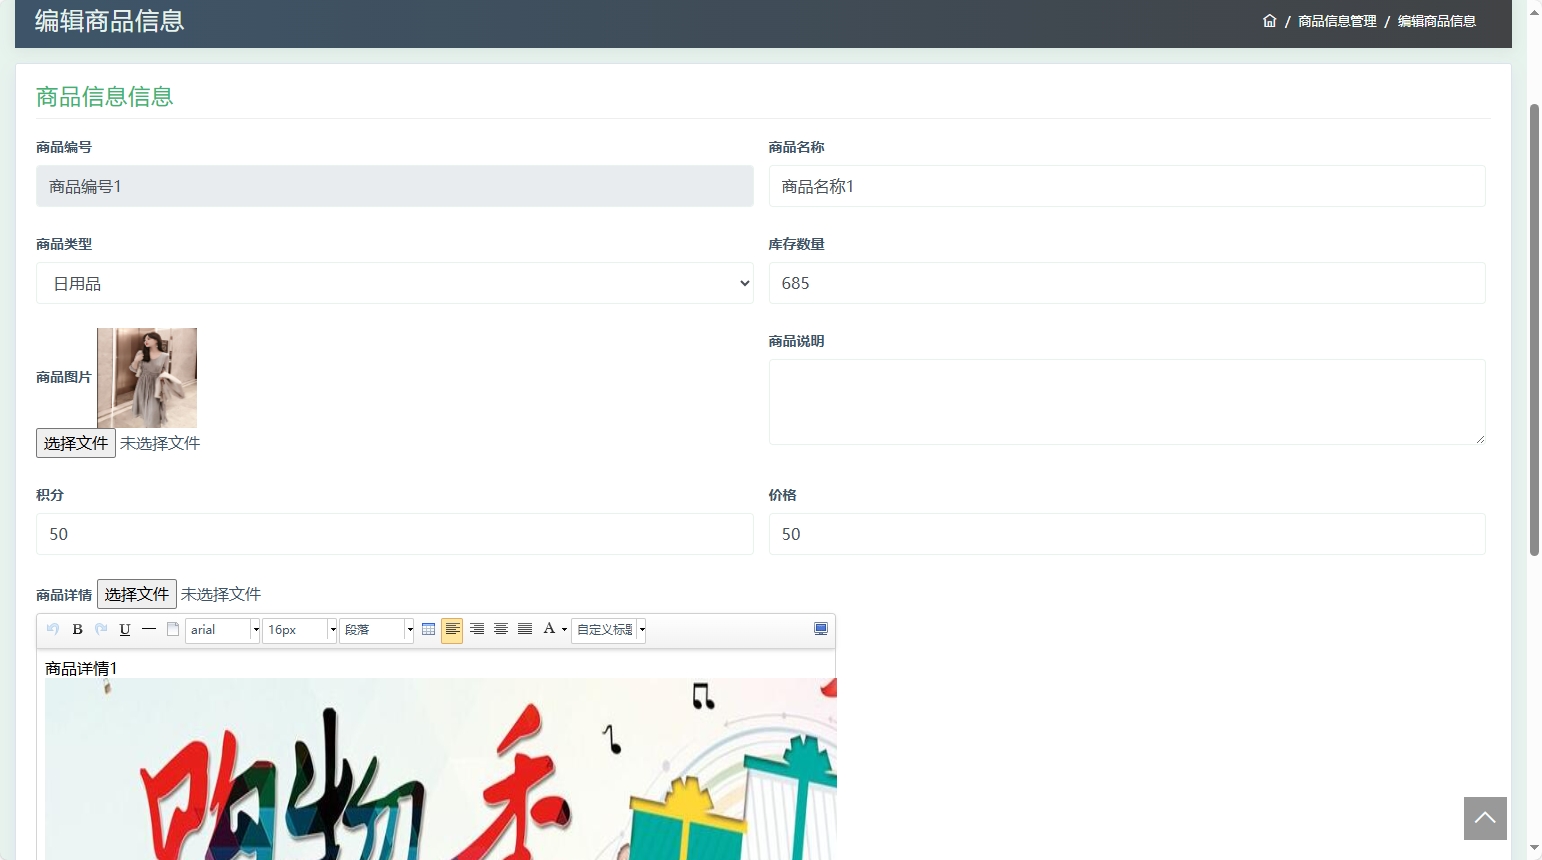 编辑商品信息
/ 商品信息管理 / 编辑商品信息
商品信息信息
商品编号
商品编号1
商品名称
商品名称1
商品类型
日用品
库存数量
685
商品图片
选择文件 未选择文件
商品说明
积分
50
价格
50
商品详情 选择文件 未选择文件
B U arial 16px 段落 A 自定义标题
商品详情1
购物季